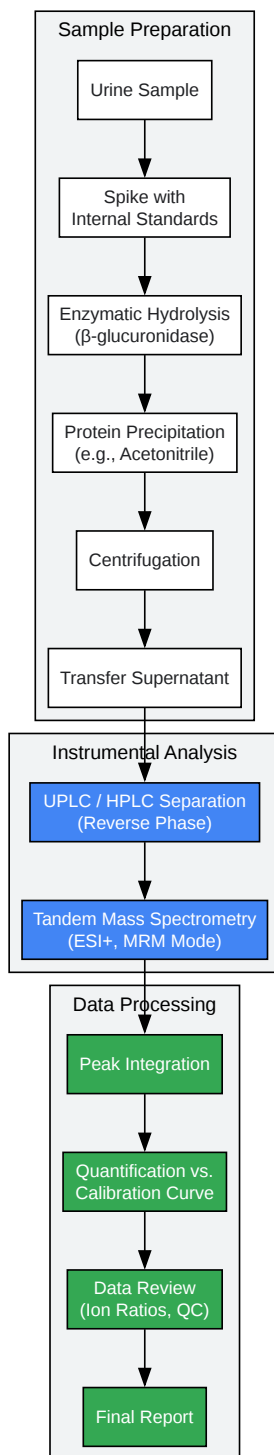 Sample Preparation
Urine Sample
Spike with
Internal Standards
Enzymatic Hydrolysis
(β-glucuronidase)
Protein Precipitation
(e.g., Acetonitrile)
Centrifugation
Transfer Supernatant
Instrumental Analysis
UPLC / HPLC Separation
(Reverse Phase)
Tandem Mass Spectrometry
(ESI+, MRM Mode)
Data Processing
Peak Integration
Quantification vs.
Calibration Curve
Data Review
(Ion Ratios, QC)
Final Report